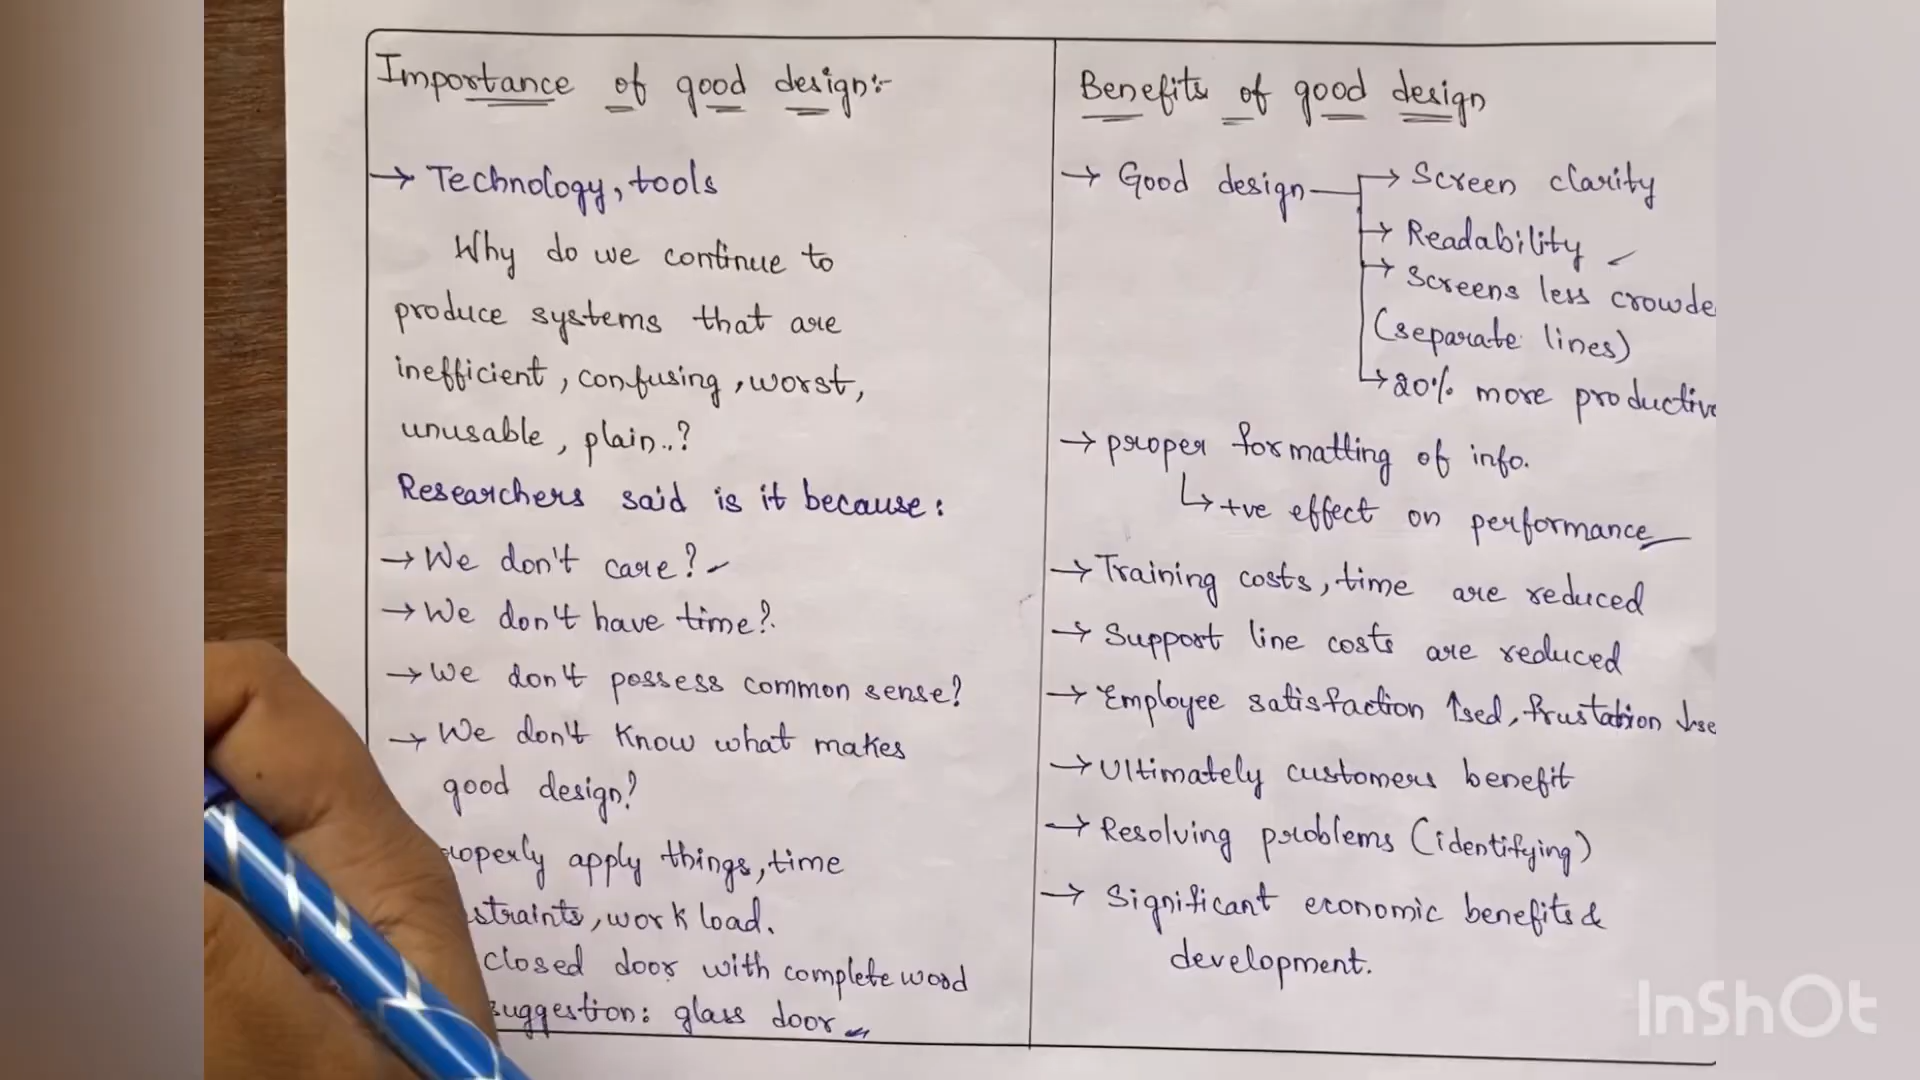 Importance of good design:-
→ Technology, tools
Why do we continue to
produce systems that are
inefficient, confusing, worst,
unusable, plain..?
Researchers said is it because:
→ We don't care?
→ We don't have time?
→ We don't possess common sense?
→ We don't know what makes
good design?
roperly apply things, time
straints, work load.
closed door with complete wood
suggestion: glass door
Benefits of good design
→ Good design → Screen clarity
→ Readability
→ Screens less crowde
(separate lines)
→ 20% more productive
→ proper formatting of info.
↳ +ve effect on performance
→ Training costs, time are reduced
→ Support line costs are reduced
→ Employee satisfaction ↑sed, frustation ↓se
→ Ultimately customers benefit
→ Resolving problems (identifying)
→ Significant economic benefits &
development.
InShOt